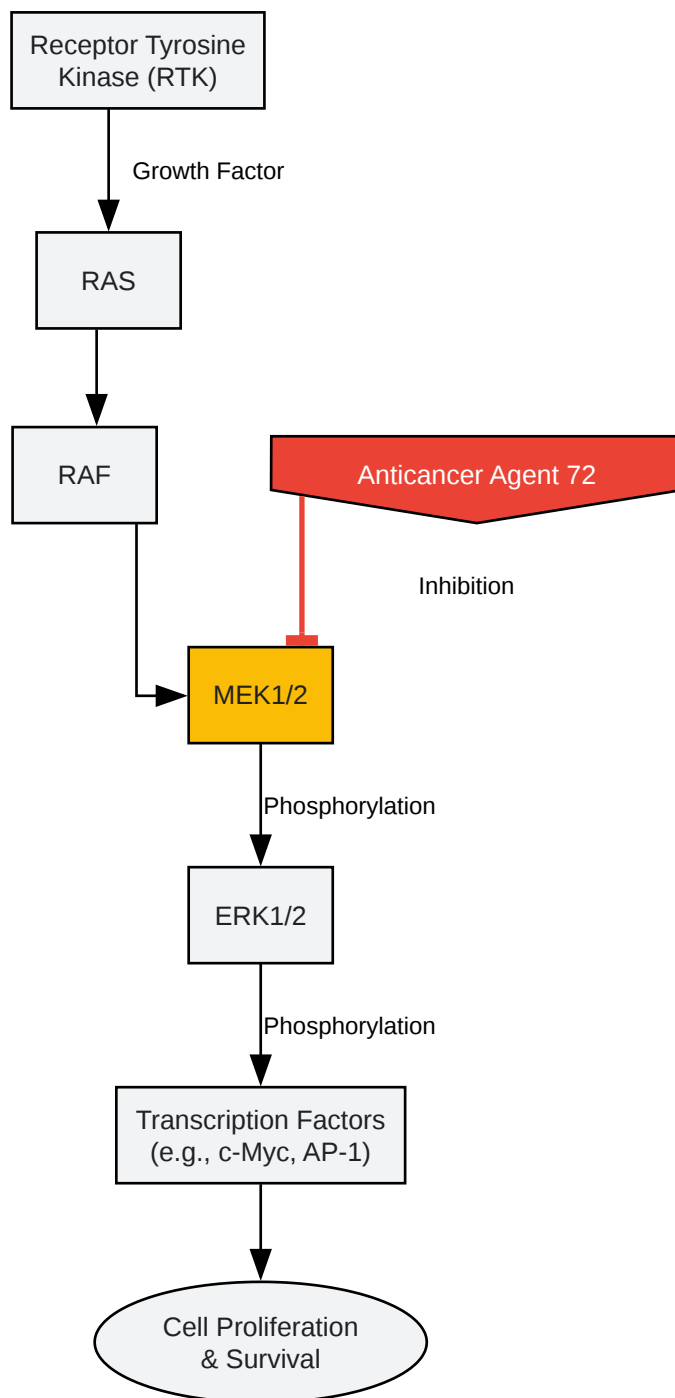 Receptor Tyrosine
Kinase (RTK)
Growth Factor
RAS
RAF
Anticancer Agent 72
Inhibition
MEK1/2
Phosphorylation
ERK1/2
Phosphorylation
Transcription Factors
(e.g., c-Myc, AP-1)
Cell Proliferation
& Survival